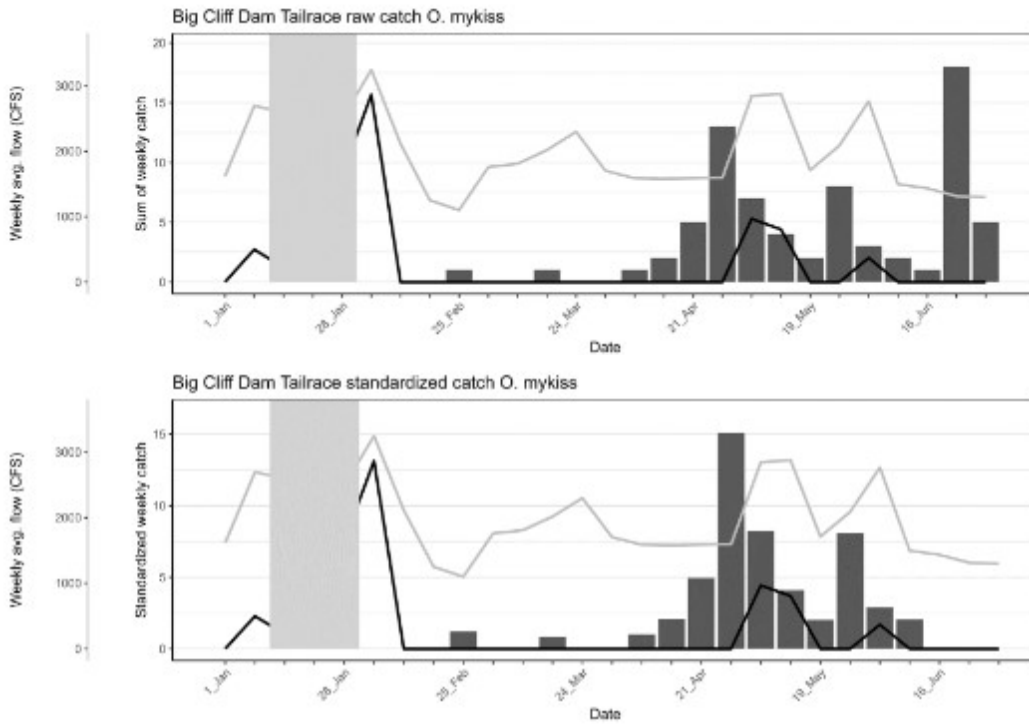 Big Cliff Dam Tailrace raw catch O. mykiss
Weekly avg. flow (CFS)
3000
2000
1000
0
Sum of weekly catch
20
15
10
5
0
1_Jan
28_Jan
25_Feb
24_Mar
21_Apr
19_May
16_Jun
Date
Big Cliff Dam Tailrace standardized catch O. mykiss
Weekly avg. flow (CFS)
3000
2000
1000
0
Standardized weekly catch
15
10
5
0
1_Jan
28_Jan
25_Feb
24_Mar
21_Apr
19_May
16_Jun
Date